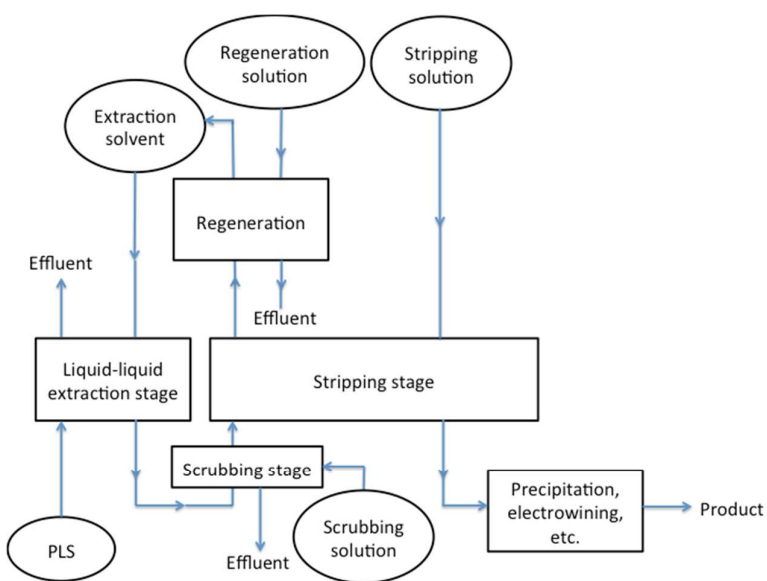 Regeneration
solution
Stripping
solution
Extraction
solvent
Regeneration
Effluent
Effluent
Liquid-liquid
extraction stage
Stripping stage
Scrubbing stage
Precipitation,
electrowining,
etc.
Product
Scrubbing
solution
PLS
Effluent